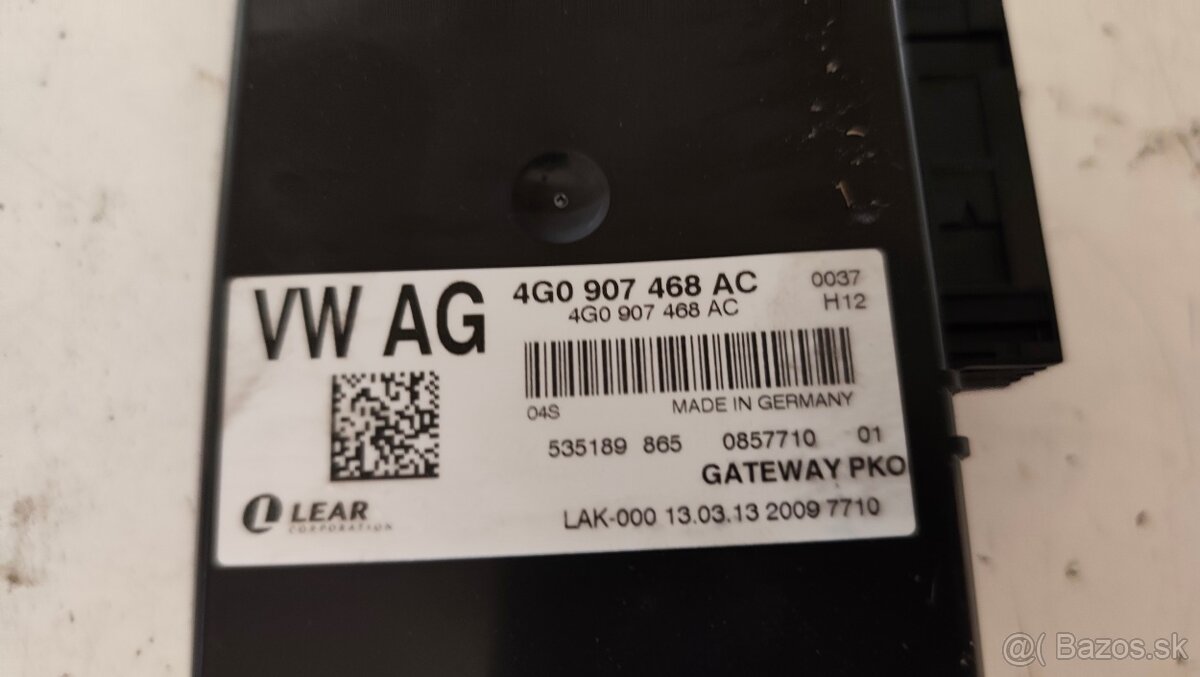 VW AG
4G0 907 468 AC 0037
4G0 907 468 AC H12
04S MADE IN GERMANY
535189 865 0857710 01
GATEWAY PKO
LEAR
CORPORATION
LAK-000 13.03.13 2009 7710
@( Bazos.sk